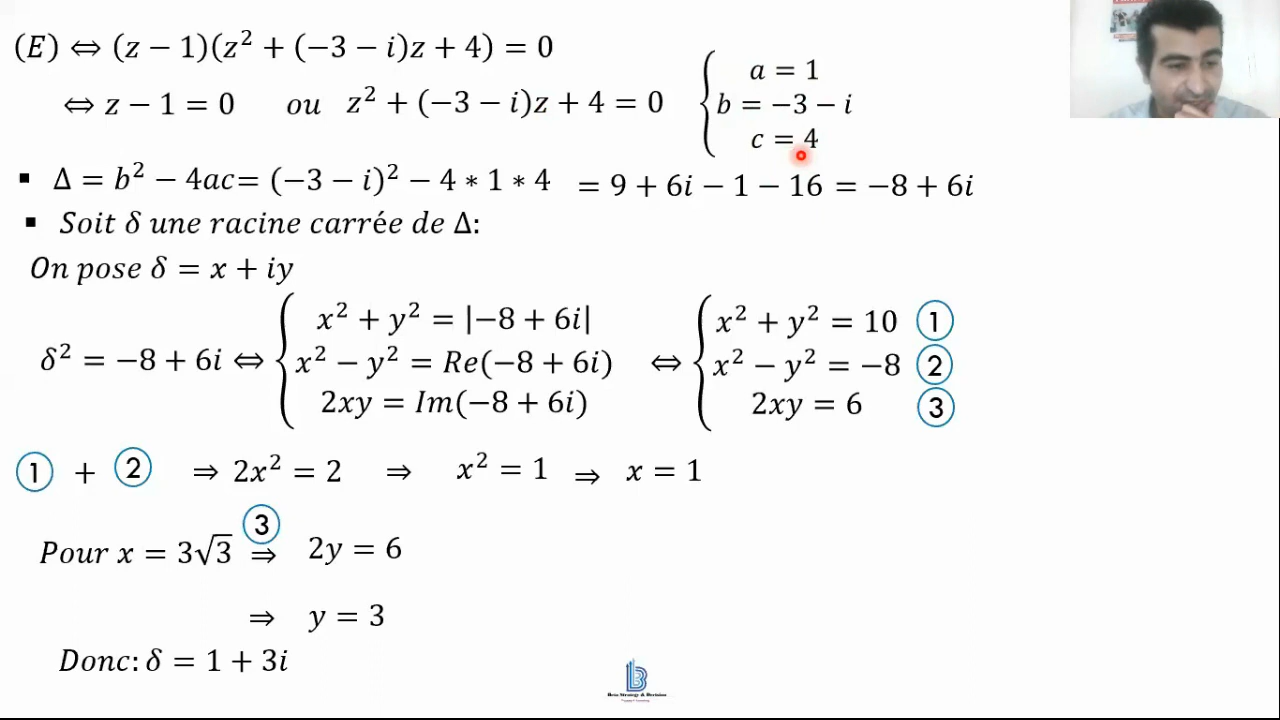 (E) ⇔ (z − 1)(z² + (−3 − i)z + 4) = 0
⇔ z − 1 = 0 ou z² + (−3 − i)z + 4 = 0
a = 1
b = −3 − i
c = 4
▪ Δ = b² − 4ac= (−3 − i)² − 4 ∗ 1 ∗ 4 = 9 + 6i − 1 − 16 = −8 + 6i
▪ Soit δ une racine carrée de Δ:
On pose δ = x + iy
δ² = −8 + 6i ⇔ { x² + y² = |−8 + 6i| ⇔ { x² + y² = 10 ①
x² − y² = Re(−8 + 6i) x² − y² = −8 ②
2xy = Im(−8 + 6i) 2xy = 6 ③
① + ② ⇒ 2x² = 2 ⇒ x² = 1 ⇒ x = 1
Pour x = 3√3 ③ ⇒ 2y = 6
⇒ y = 3
Donc: δ = 1 + 3i
Beta Strategy & Decision